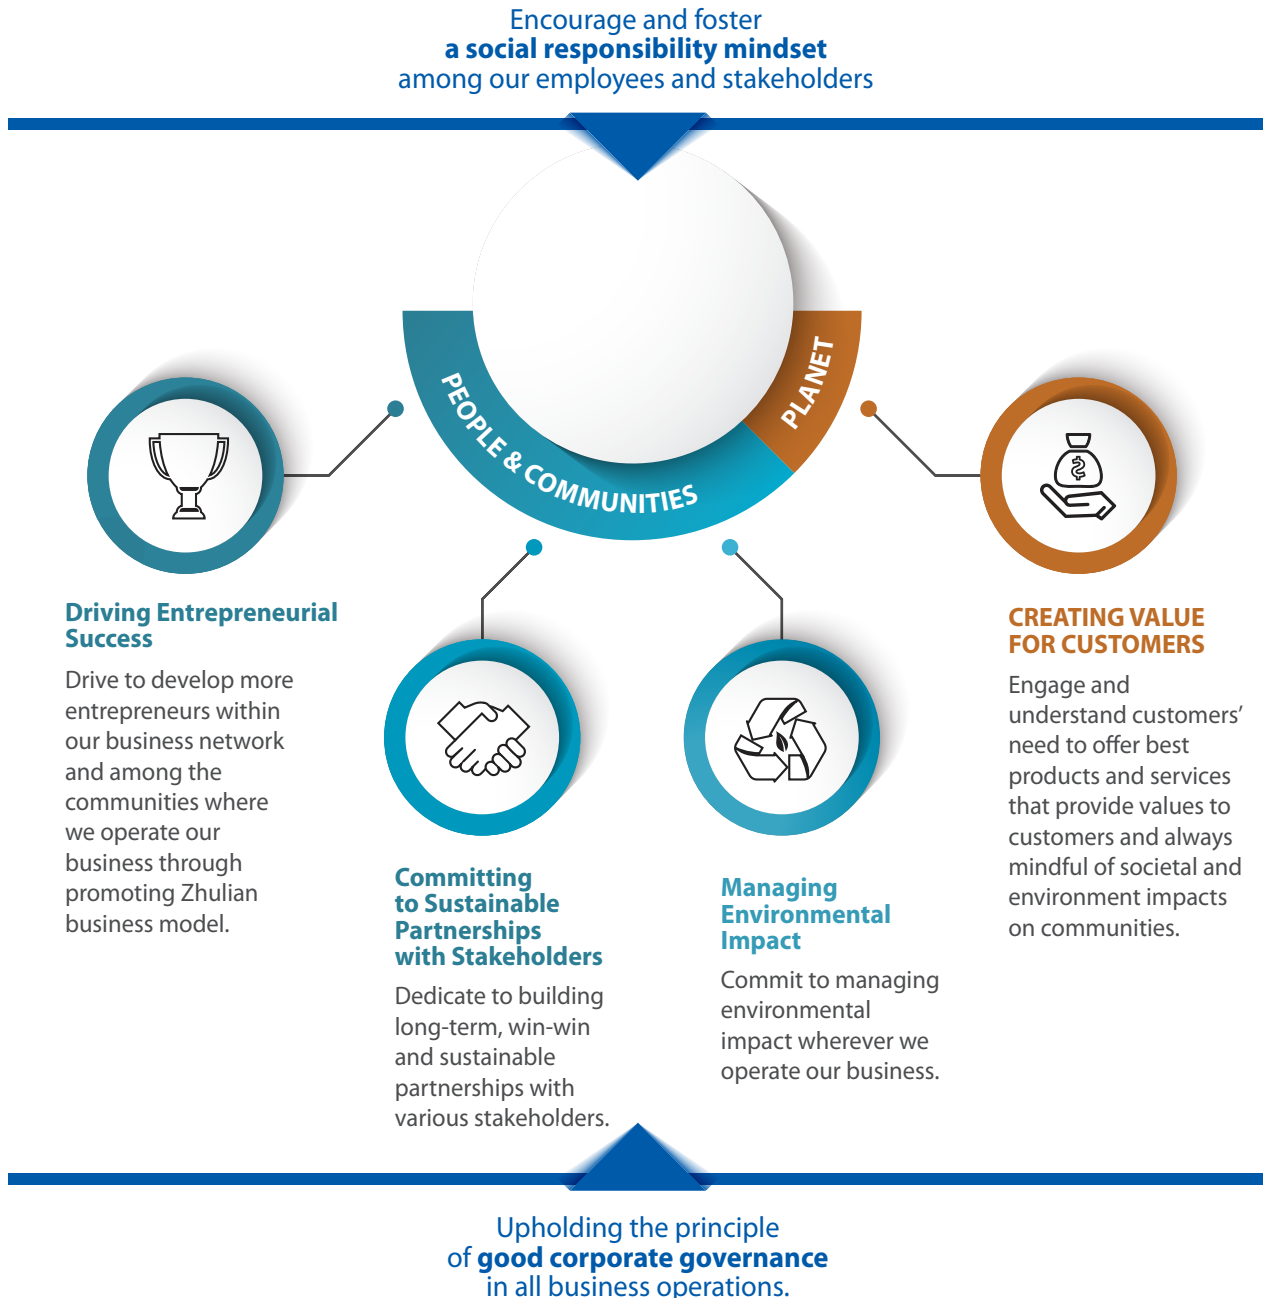 Encourage and foster
a social responsibility mindset
among our employees and stakeholders
PEOPLE & COMMUNITIES
PLANET
Driving Entrepreneurial
Success
Drive to develop more
entrepreneurs within
our business network
and among the
communities where
we operate our
business through
promoting Zhulian
business model.
Committing
to Sustainable
Partnerships
with Stakeholders
Dedicate to building
long-term, win-win
and sustainable
partnerships with
various stakeholders.
Managing
Environmental
Impact
Commit to managing
environmental
impact wherever we
operate our business.
$
CREATING VALUE
FOR CUSTOMERS
Engage and
understand customers’
need to offer best
products and services
that provide values to
customers and always
mindful of societal and
environment impacts
on communities.
Upholding the principle
of good corporate governance
in all business operations.